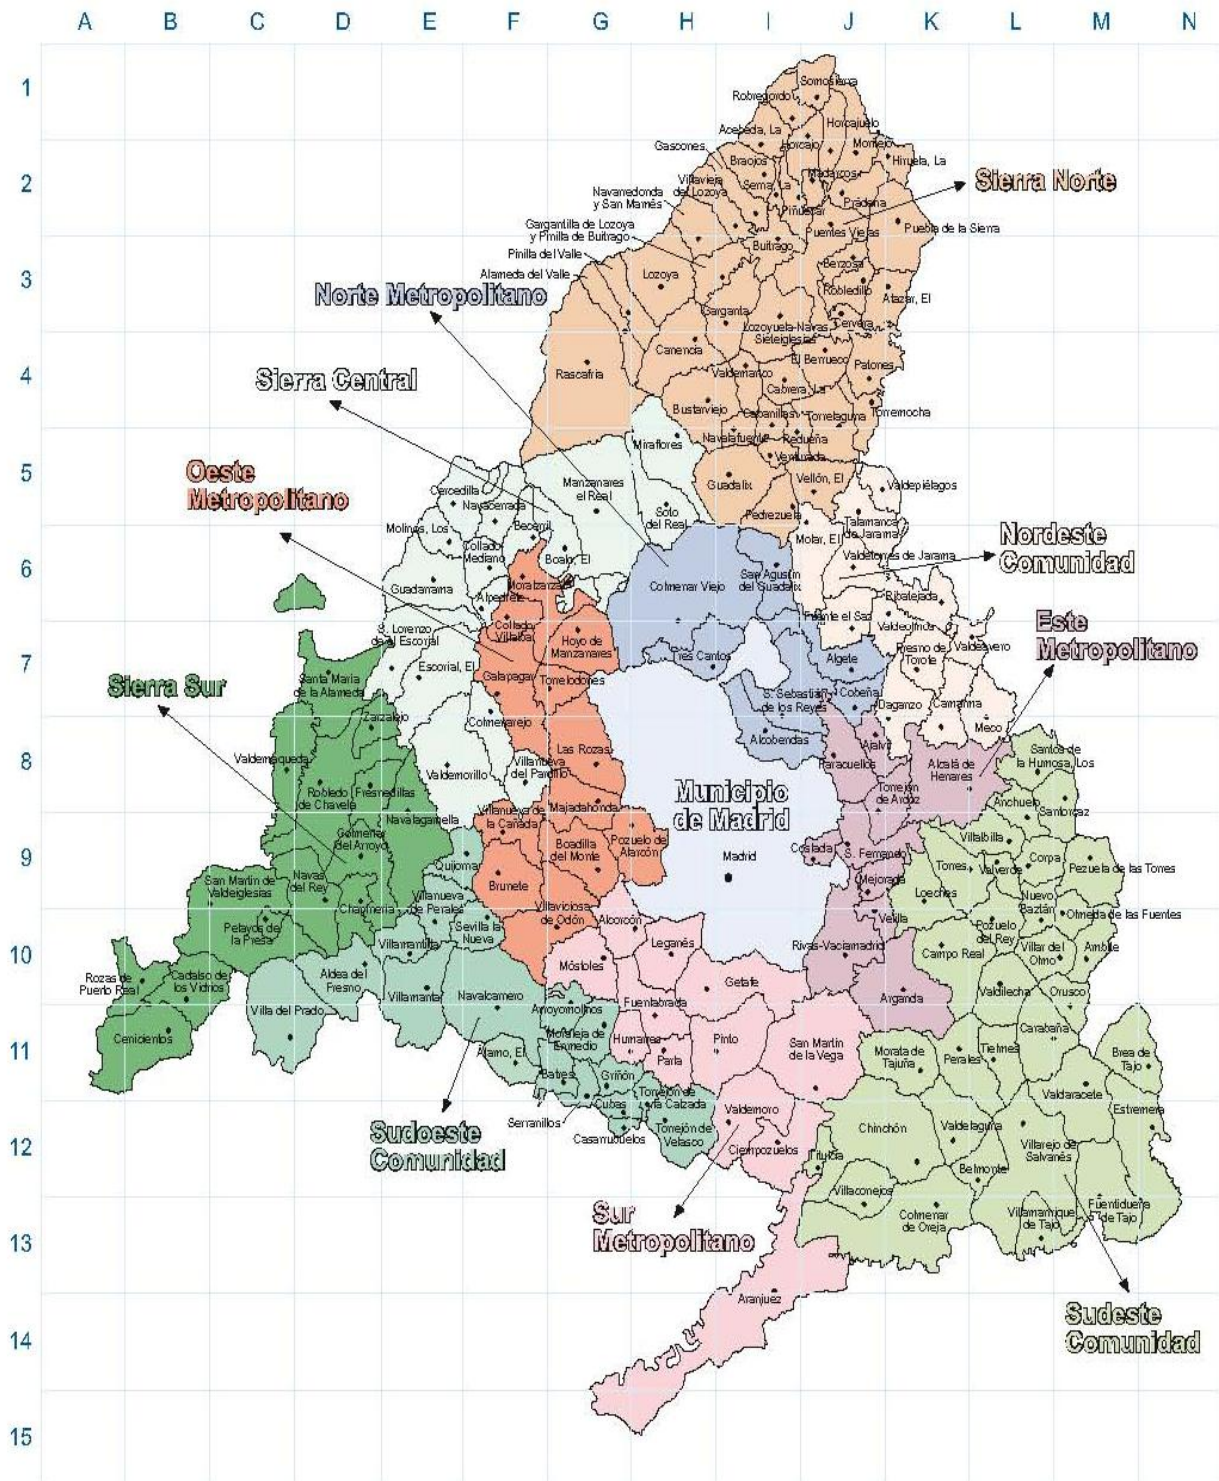 A B C D E F G H I J K L M N
1
Somosierra
Robregordo
Horcajuelo
Acebeda, La
Horcajo
Montejo
Gascones
Braojos
Hiruela, La
2
Madarcos
Villavieja
de Lozoya
Serna, La
Sierra Norte
Navarredonda
y San Mamés
Prádena
Piñuécar
Gargantilla de Lozoya
y Pinilla de Buitrago
Puentes Viejas
Puebla de la Sierra
Buitrago
Pinilla del Valle
Berzosa
Alameda del Valle
Lozoya
3
Robledillo
Atazar, El
Norte Metropolitano
Garganta
Cervera
Lozoyuela-Navas
Sieteiglesias
Canencia
El Berrueco
Patones
4
Rascafria
Valdemanco
Sierra Central
Cabrera, La
Bustarviejo
Cabanillas
Torrelaguna
Torremocha
Miraflores
Navalafuente
Redueña
Venturada
5
Oeste
Metropolitano
Manzanares
el Real
Guadalix
Vellón, El
Valdepiélagos
Cercedilla
Navacerrada
Soto
del Real
Pedrezuela
Talamanca
de Jarama
Molinos, Los
Becerril
Molar, El
Nordeste
Comunidad
Collado
Mediano
Boalo, El
Valdetorres de Jarama
6
Guadarrama
Moralzarzal
Colmenar Viejo
San Agustín
del Guadalix
Alpedrete
Ribatejada
Fuente el Saz
Collado
Villalba
Valdeolmos
Este
Metropolitano
S. Lorenzo
de el Escorial
Hoyo de
Manzanares
Fresno de
Torote
Valdeavero
7
Escorial, El
Tres Cantos
Algete
Sierra Sur
Santa María
de la Alameda
Galapagar
Torrelodones
S. Sebastián
de los Reyes
Cobeña
Daganzo
Camarma
Zarzalejo
Colmenarejo
Meco
Alcobendas
Ajalvir
Valdemaqueda
Las Rozas
Santos de
la Humosa, Los
8
Valdemorillo
Villanueva
del Pardillo
Paracuellos
Alcalá de
Henares
Robledo
de Chavela
Fresnedillas
Municipio
de Madrid
Torrejón
de Ardoz
Anchuelo
Majadahonda
Santorcaz
Navalagamella
Villanueva de
la Cañada
Colmenar
del Arroyo
Pozuelo de
Alarcón
Villalbilla
Coslada
S. Fernando
9
Quijorna
Boadilla
del Monte
Madrid
Torres
Valverde
Corpa
Pezuela de las Torres
San Martín de
Valdeiglesias
Navas
del Rey
Brunete
Mejorada
Loeches
Villanueva
de Perales
Nuevo
Baztán
Chapinería
Villaviciosa
de Odón
Velilla
Olmeda de las Fuentes
Pelayos de
la Presa
Sevilla la
Nueva
Alcorcón
Pozuelo
del Rey
Villamantilla
Leganés
Rivas-Vaciamadrid
Campo Real
Villar del
Olmo
Ambite
10
Móstoles
Rozas de
Puerto Real
Cadalso de
los Vidrios
Aldea del
Fresno
Getafe
Villamanta
Navalcarnero
Fuenlabrada
Arganda
Valdilecha
Orusco
Villa del Prado
Arroyomolinos
Carabaña
Cenicientos
Moraleja de
Enmedio
Humanes
Pinto
San Martín
de la Vega
11
Alamo, El
Parla
Morata de
Tajuña
Perales
Tielmes
Brea de
Tajo
Batres
Griñón
Valdaracete
Torrejón de
la Calzada
Cubas
Valdemoro
Estremera
Serranillos
Sudoeste
Comunidad
Casarrubuelos
Torrejón de
Velasco
Chinchón
Valdelaguna
12
Ciempozuelos
Titulcia
Villarejo de
Salvanés
Belmonte
Villaconejos
Sur
Metropolitano
Colmenar
de Oreja
Villamanrique
de Tajo
Fuentidueña
de Tajo
13
Aranjuez
Sudeste
Comunidad
14
15